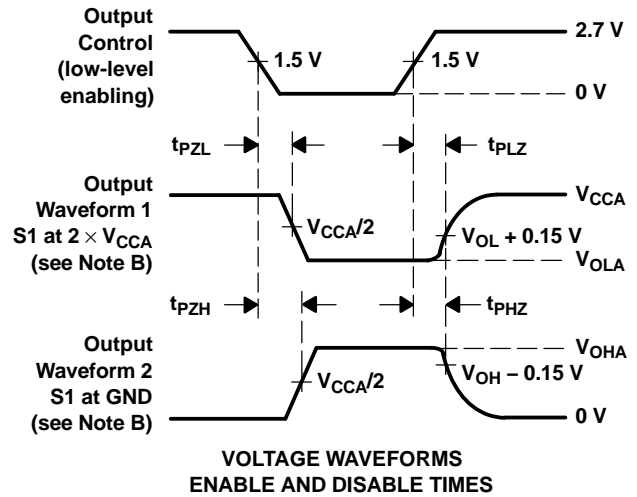 Output
Control
(low-level
enabling)
1.5 V
1.5 V
2.7 V
0 V
tPZL
tPLZ
Output
Waveform 1
S1 at 2 × VCCA
(see Note B)
VCCA/2
VCCA
VOL + 0.15 V
VOLA
tPZH
tPHZ
Output
Waveform 2
S1 at GND
(see Note B)
VCCA/2
VOHA
VOH − 0.15 V
0 V
VOLTAGE WAVEFORMS
ENABLE AND DISABLE TIMES